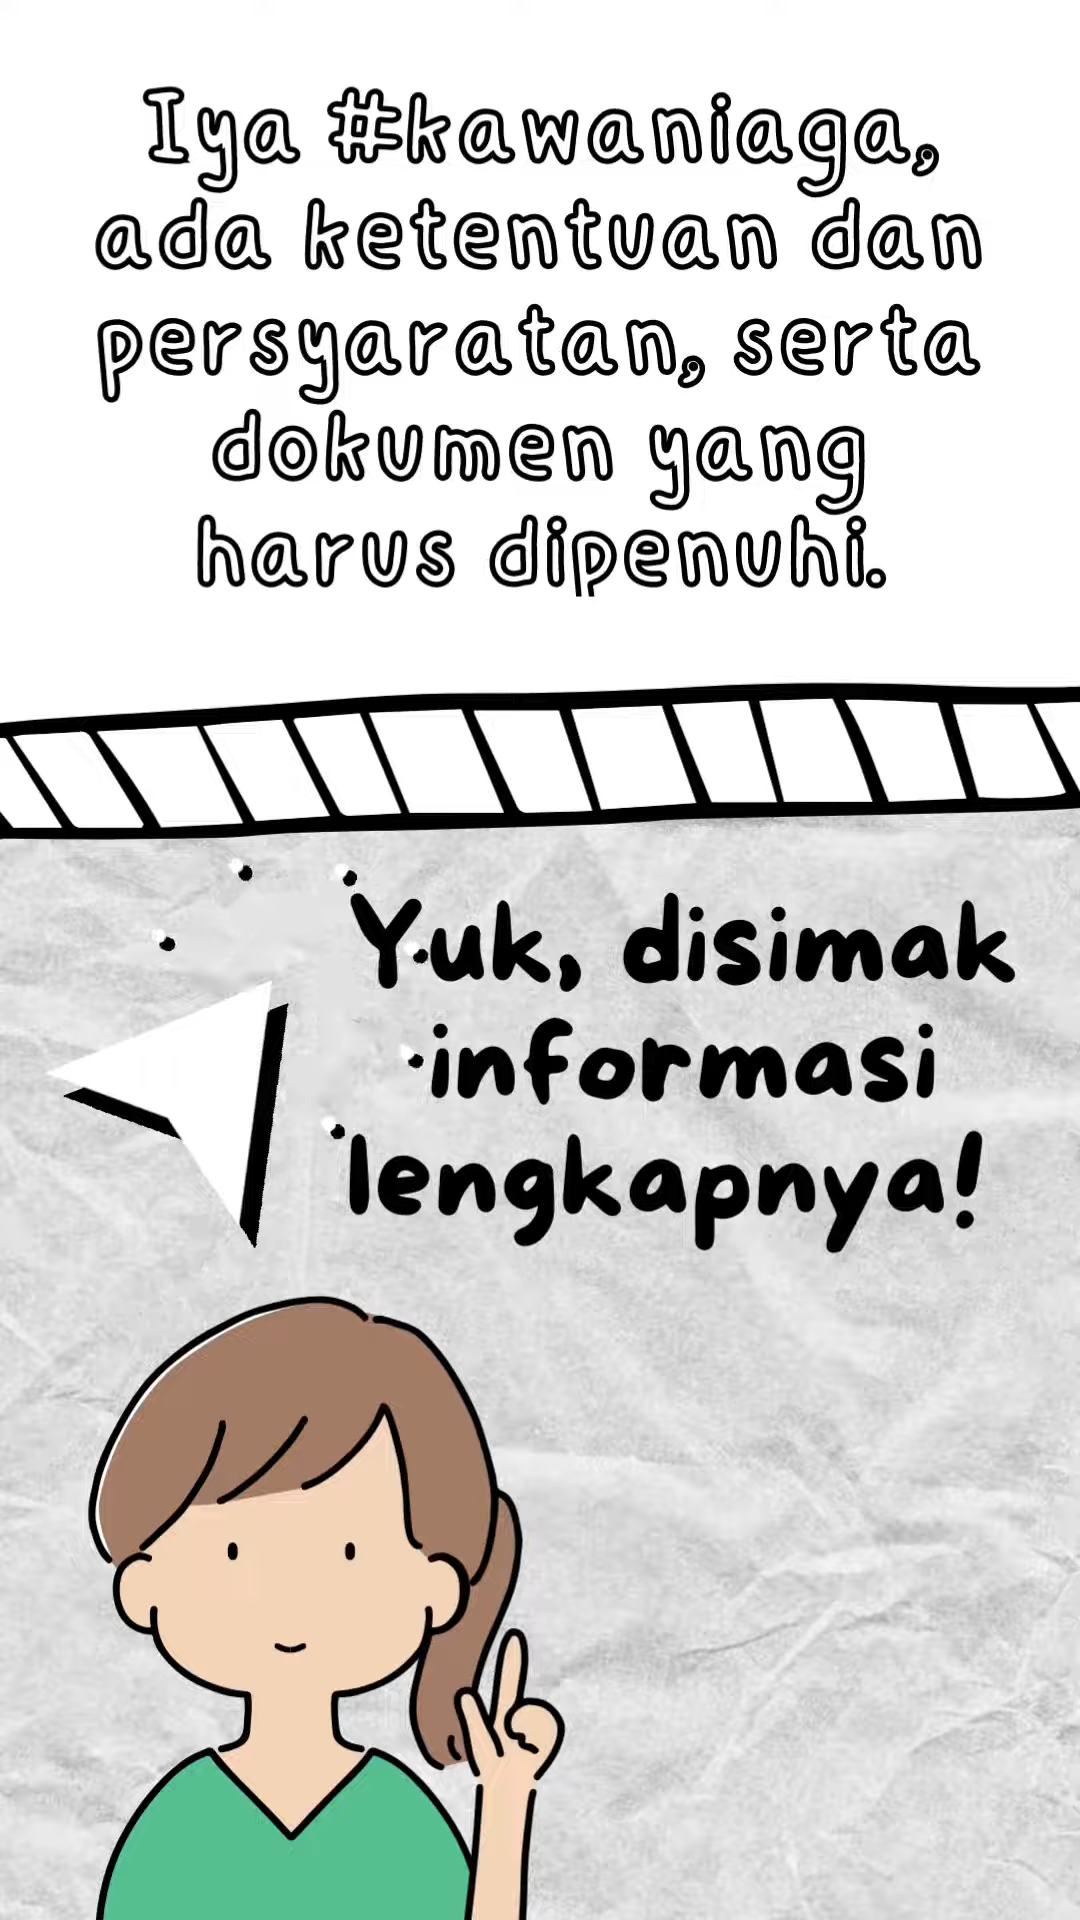 Iya #kawaniaga,
ada ketentuan dan
persyaratan, serta
dokumen yang
harus dipenuhi.
Yuk, disimak
informasi
lengkapnya!